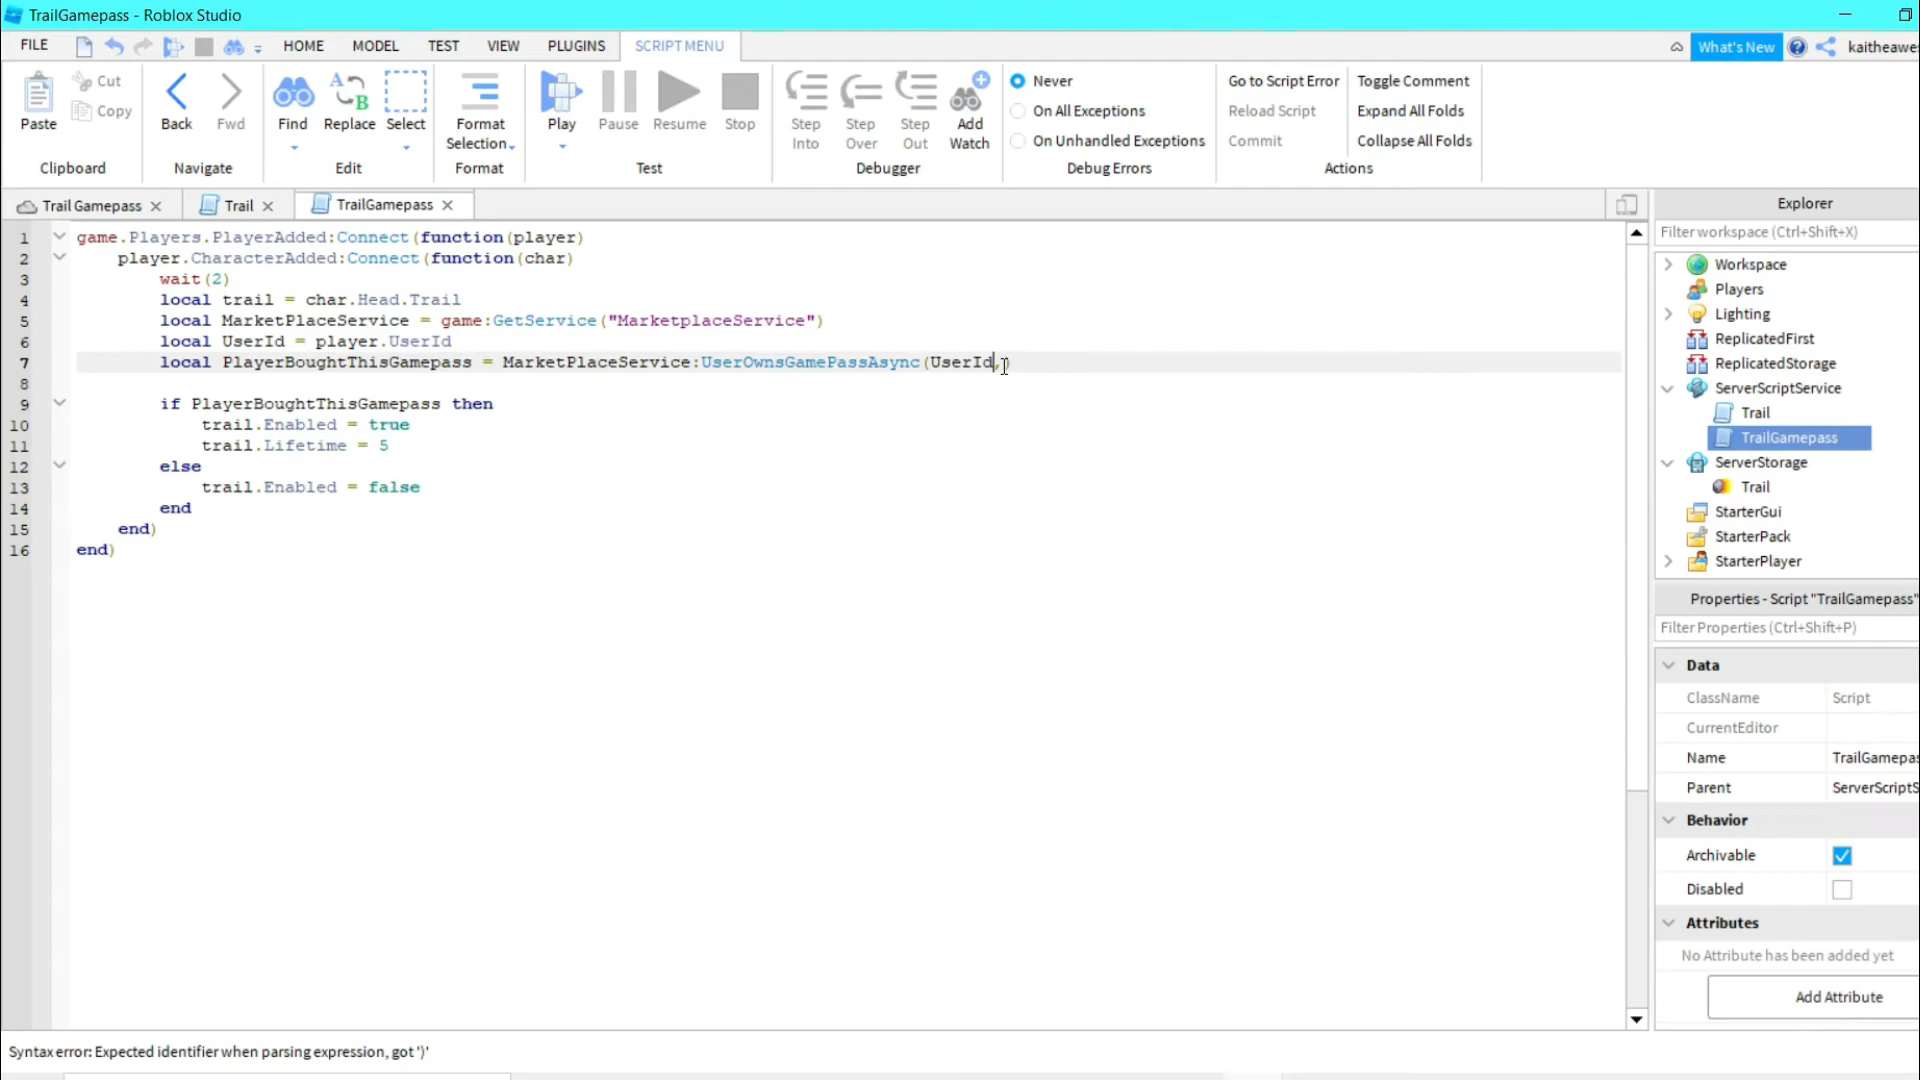 TrailGamepass - Roblox Studio
FILE HOME MODEL TEST VIEW PLUGINS SCRIPT MENU What's New kaitheawes
Paste Cut Copy Clipboard
Back Fwd Navigate
Find Replace Select Edit
Format Selection Format
Play Pause Resume Stop Test
Step Into Step Over Step Out Add Watch Debugger
Never
On All Exceptions
On Unhandled Exceptions
Debug Errors
Go to Script Error Toggle Comment
Reload Script Expand All Folds
Commit Collapse All Folds
Actions
Trail Gamepass Trail TrailGamepass
1 game.Players.PlayerAdded:Connect(function(player)
2 player.CharacterAdded:Connect(function(char)
3 wait(2)
4 local trail = char.Head.Trail
5 local MarketPlaceService = game:GetService("MarketplaceService")
6 local UserId = player.UserId
7 local PlayerBoughtThisGamepass = MarketPlaceService:UserOwnsGamePassAsync(UserId,)
8
9 if PlayerBoughtThisGamepass then
10 trail.Enabled = true
11 trail.Lifetime = 5
12 else
13 trail.Enabled = false
14 end
15 end)
16 end)
Explorer
Filter workspace (Ctrl+Shift+X)
Workspace
Players
Lighting
ReplicatedFirst
ReplicatedStorage
ServerScriptService
Trail
TrailGamepass
ServerStorage
Trail
StarterGui
StarterPack
StarterPlayer
Properties - Script "TrailGamepass"
Filter Properties (Ctrl+Shift+P)
Data
ClassName Script
CurrentEditor
Name TrailGamepas
Parent ServerScriptS
Behavior
Archivable
Disabled
Attributes
No Attribute has been added yet
Add Attribute
Syntax error: Expected identifier when parsing expression, got ')'